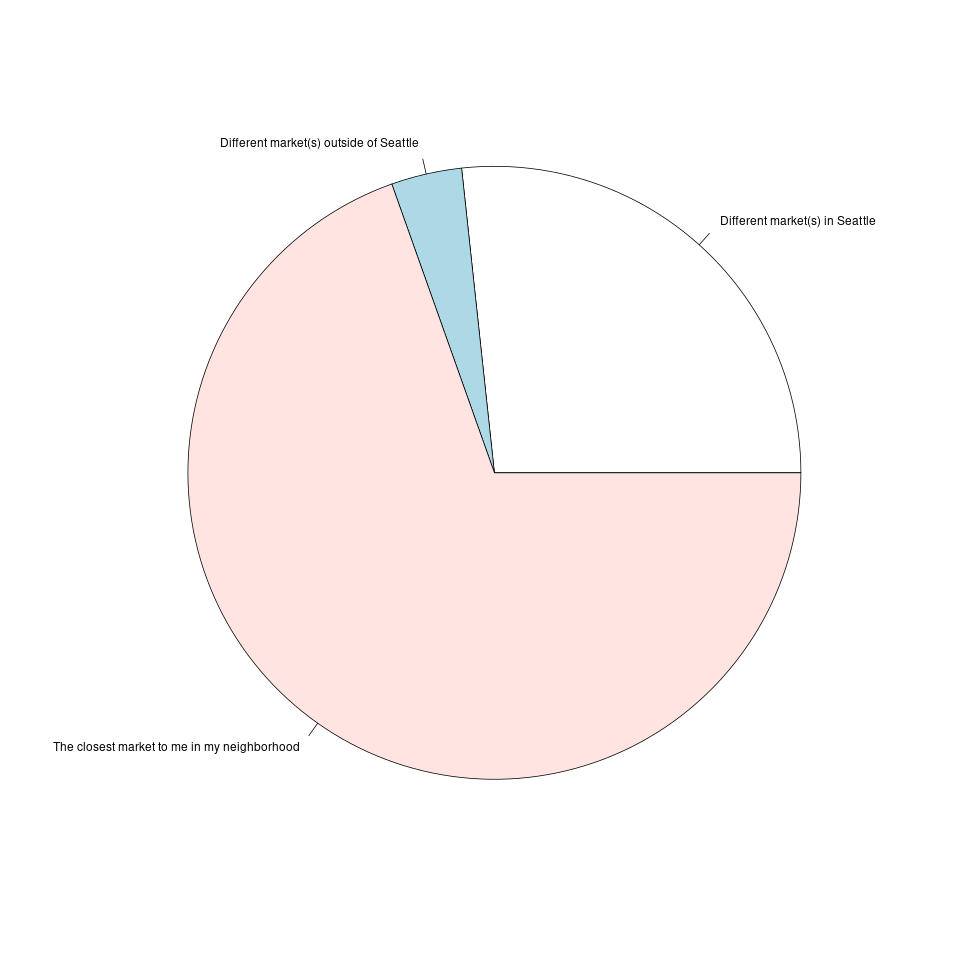 Different market(s) outside of Seattle
Different market(s) in Seattle
The closest market to me in my neighborhood